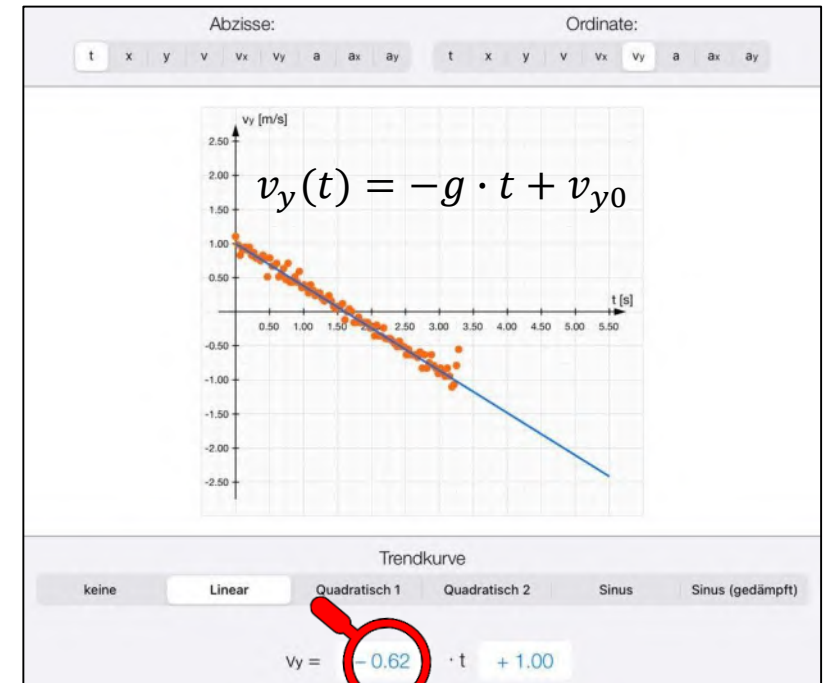 Abzisse: Ordinate:
t x y v vx vy a ax ay t x y v vx vy a ax ay
vy [m/s]
2.50
2.00
v_y(t) = −g · t + v_{y0}
1.50
1.00
0.50
t [s]
0.50 1.00 1.50 2.00 2.50 3.00 3.50 4.00 4.50 5.00 5.50
-0.50
-1.00
-1.50
-2.00
-2.50
Trendkurve
keine Linear Quadratisch 1 Quadratisch 2 Sinus Sinus (gedämpft)
Vy = − 0.62 · t + 1.00